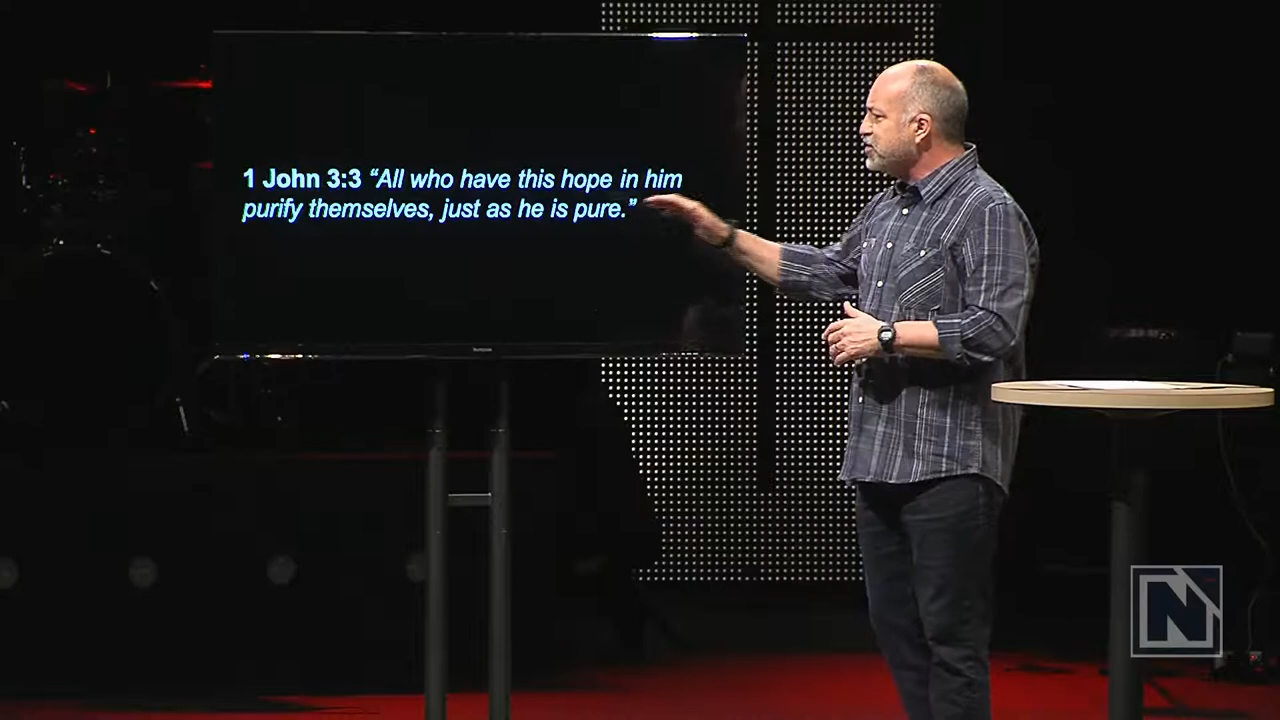 1 John 3:3 “All who have this hope in him
purify themselves, just as he is pure.”
N